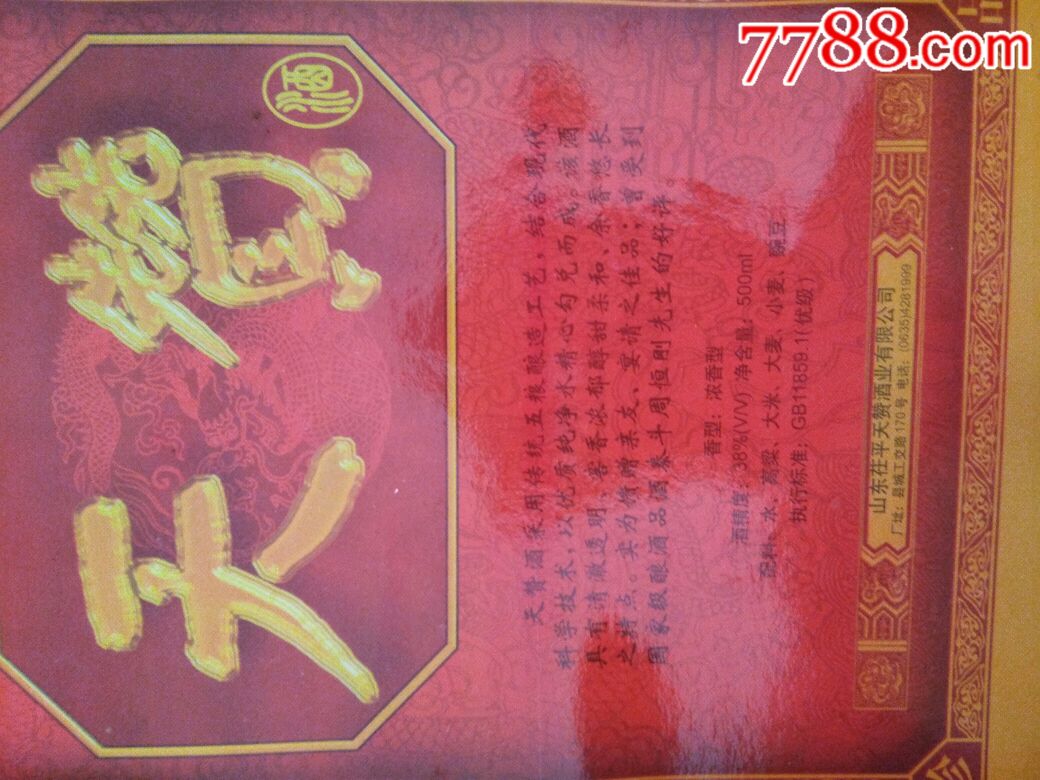 7788.com
天赞
酒
天赞酒采用传统五粮酿造工艺,结合现代
科学技术,以优质纯净水精心勾兑而成。该酒
具有清澈透明、窖香浓郁醇甜柔和、余香悠长
之特点。实为馈赠亲友、宴请之佳品;曾受到
国家级酿酒品酒泰斗周恒刚先生的好评。
香型:浓香型
酒精度:38%(V/V) 净含量:500ml
配料:水、高粱、大米、大麦、小麦、豌豆
执行标准:GB11859.1(优级)
山东茌平天赞酒业有限公司
厂址:县城工交路170号 电话:(0635)4281999